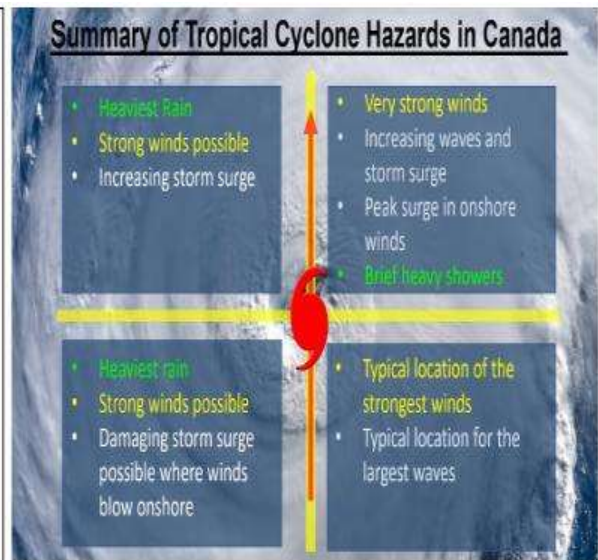 Summary of Tropical Cyclone Hazards in Canada
• Heaviest Rain
• Strong winds possible
• Increasing storm surge
• Very strong winds
• Increasing waves and
storm surge
• Peak surge in onshore
winds
• Brief heavy showers
• Heaviest rain
• Strong winds possible
• Damaging storm surge
possible where winds
blow onshore
• Typical location of the
strongest winds
• Typical location for the
largest waves